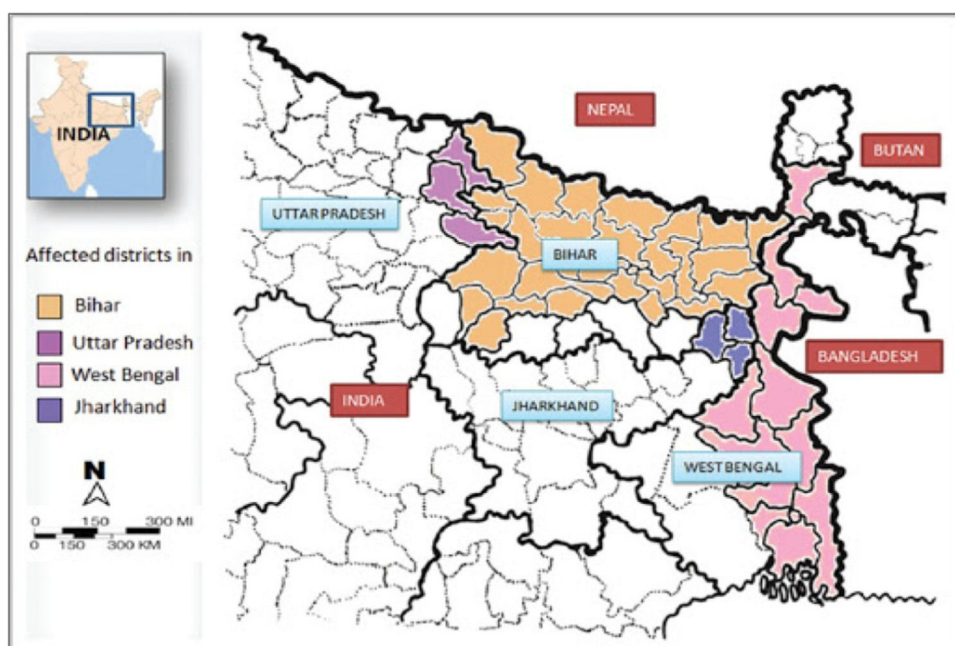 INDIA
Affected districts in
Bihar
Uttar Pradesh
West Bengal
Jharkhand
N
0 150 300 MI
0 150 300 KM
NEPAL
BUTAN
UTTAR PRADESH
BIHAR
BANGLADESH
INDIA
JHARKHAND
WEST BENGAL